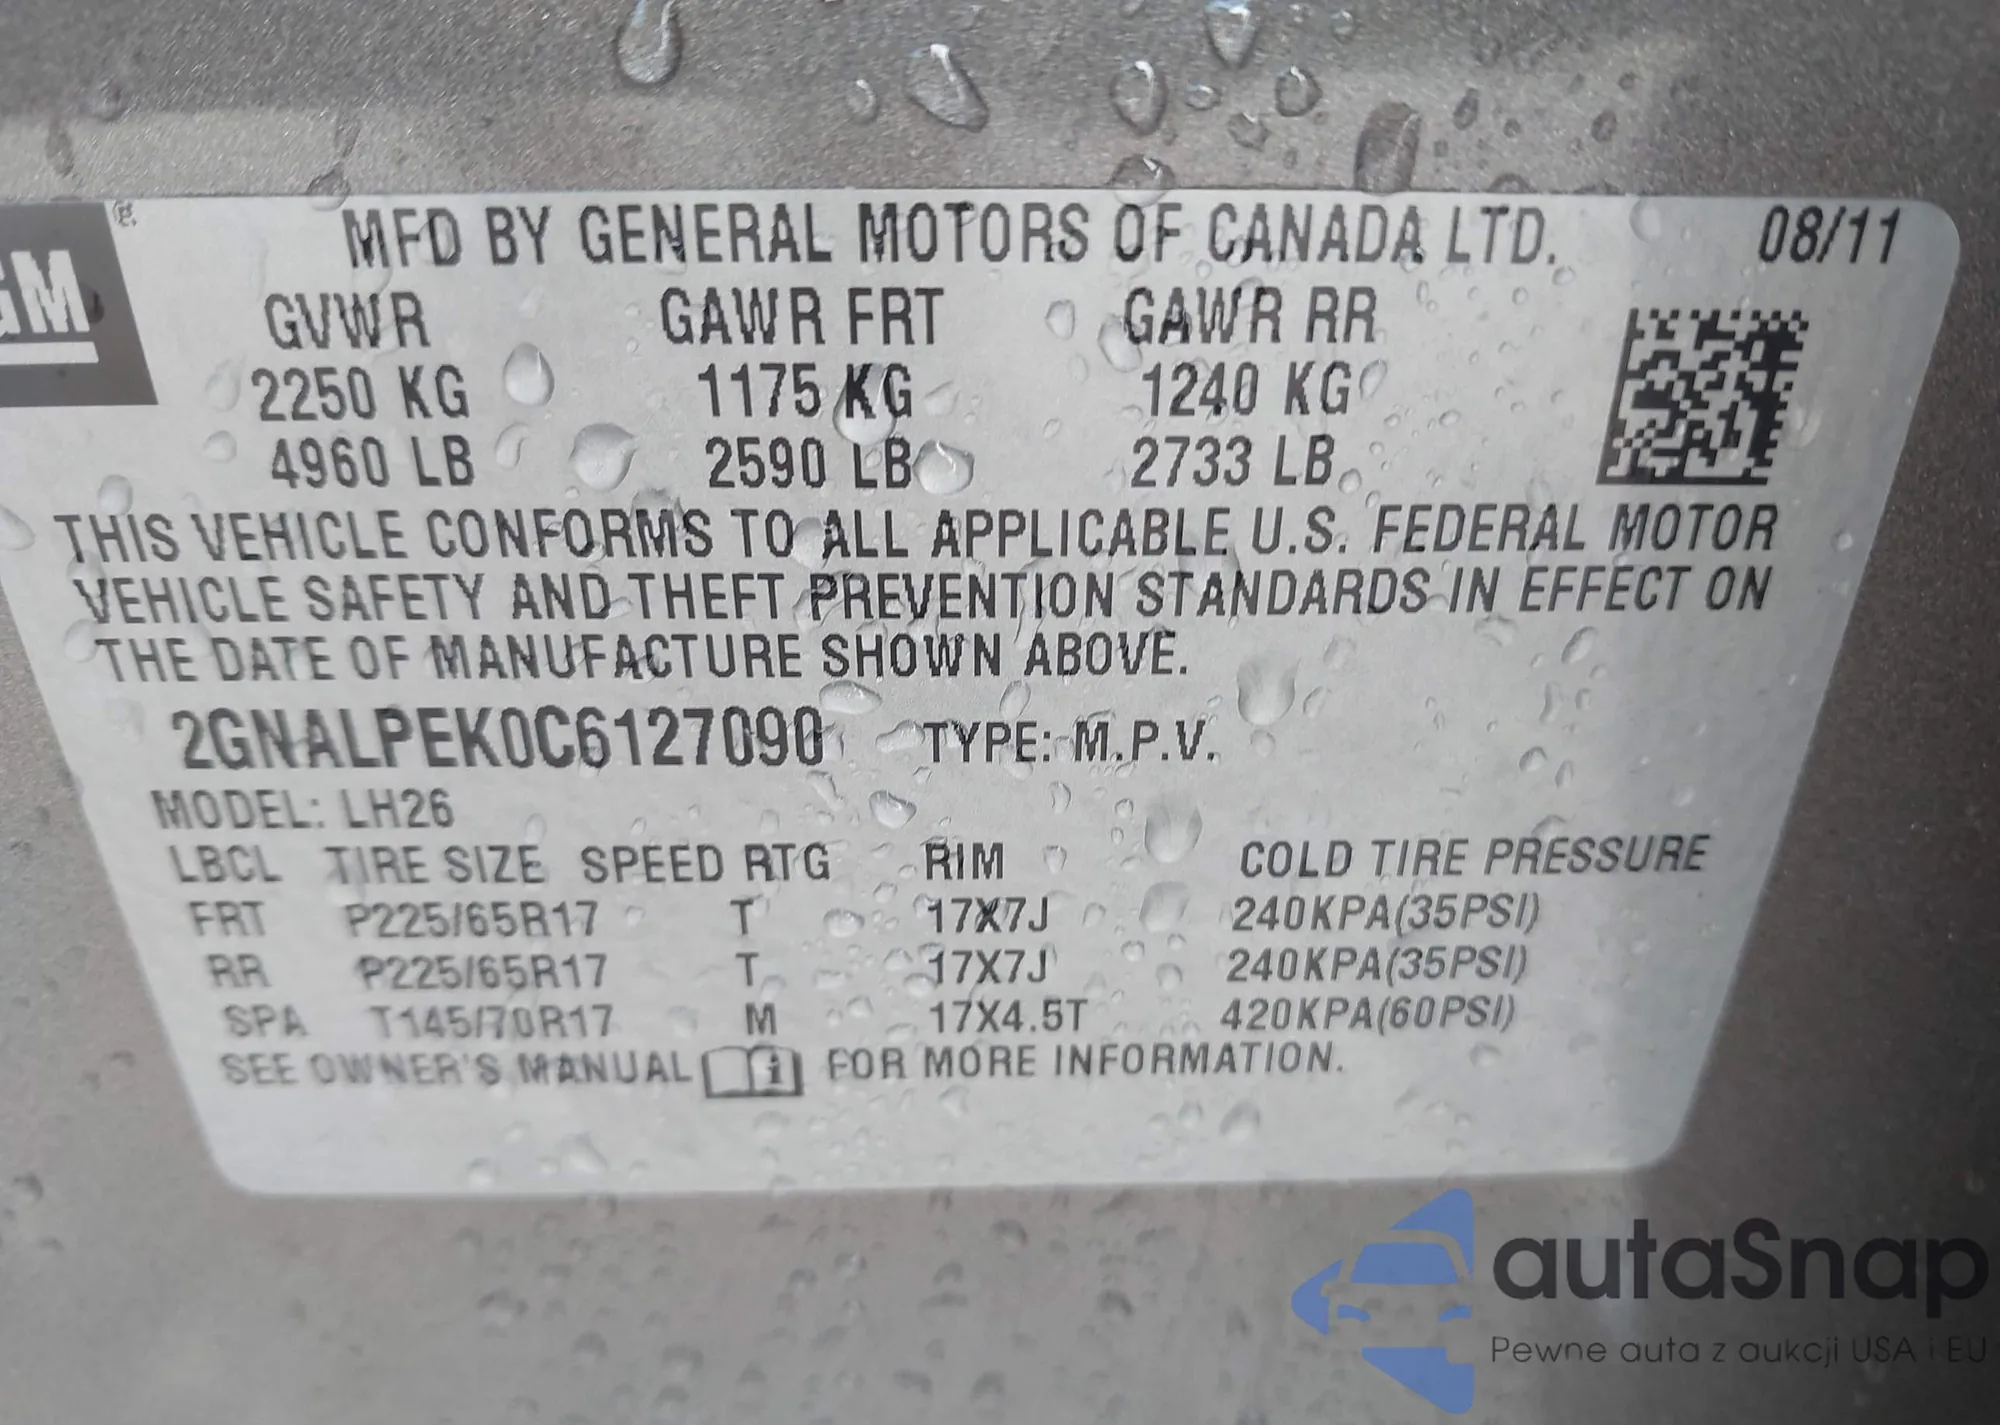 GM
MFD BY GENERAL MOTORS OF CANADA LTD. 08/11
GVWR GAWR FRT GAWR RR
2250 KG 1175 KG 1240 KG
4960 LB 2590 LB 2733 LB
THIS VEHICLE CONFORMS TO ALL APPLICABLE U.S. FEDERAL MOTOR
VEHICLE SAFETY AND THEFT PREVENTION STANDARDS IN EFFECT ON
THE DATE OF MANUFACTURE SHOWN ABOVE.
2GNALPEK0C6127090 TYPE: M.P.V.
MODEL: LH26
LBCL TIRE SIZE SPEED RTG RIM COLD TIRE PRESSURE
FRT P225/65R17 T 17X7J 240KPA(35PSI)
RR P225/65R17 T 17X7J 240KPA(35PSI)
SPA T145/70R17 M 17X4.5T 420KPA(60PSI)
SEE OWNER'S MANUAL i FOR MORE INFORMATION.
autaSnap
Pewne auta z aukcji USA i EU